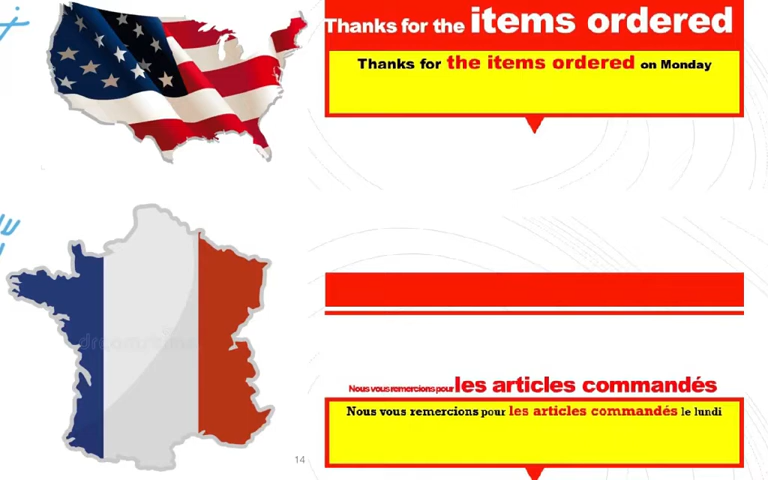 Thanks for the items ordered
Thanks for the items ordered on Monday
Nous vous remercions pour les articles commandés
Nous vous remercions pour les articles commandés le lundi
14